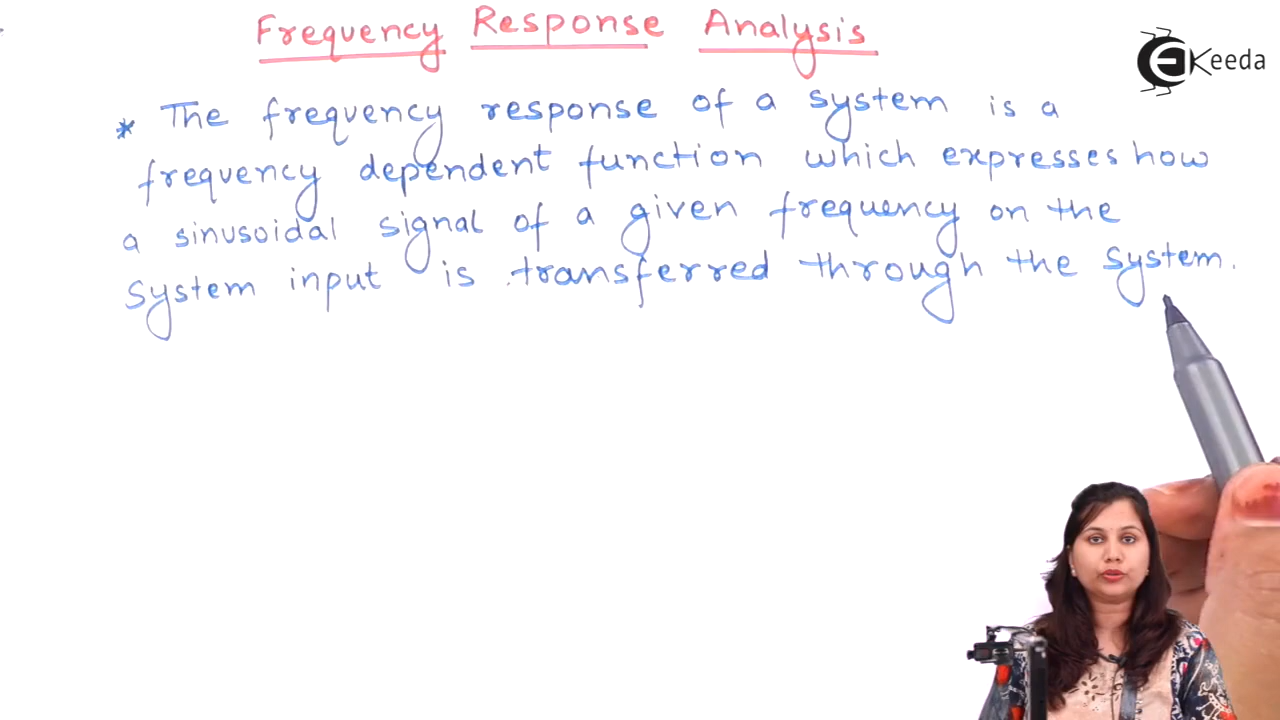 Frequency Response Analysis
EKeeda
* The frequency response of a system is a
frequency dependent function which expresses how
a sinusoidal signal of a given frequency on the
system input is transferred through the system.